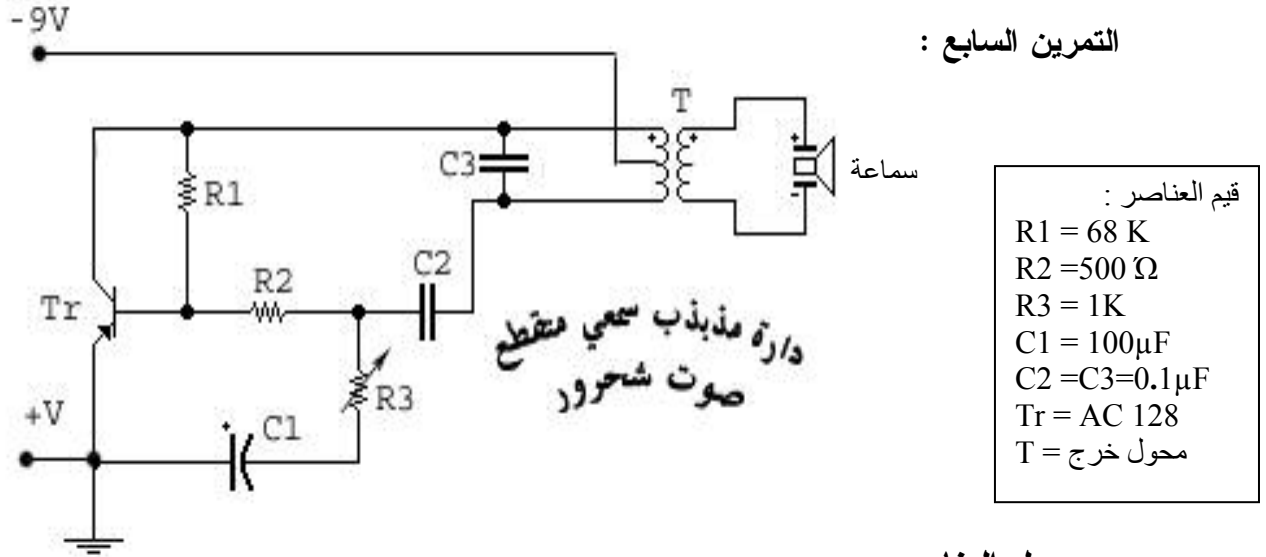 التمرين السابع :
-9V
T
C3
R1
سماعة
C2
R2
Tr
R3
+V
C1
دارة مذبذب سمعي متقطع
صوت شحرور
قيم العناصر :
R1 = 68 K
R2 =500 Ώ
R3 = 1K
C1 = 100µF
C2 =C3=0.1µF
Tr = AC 128
T = محول خرج